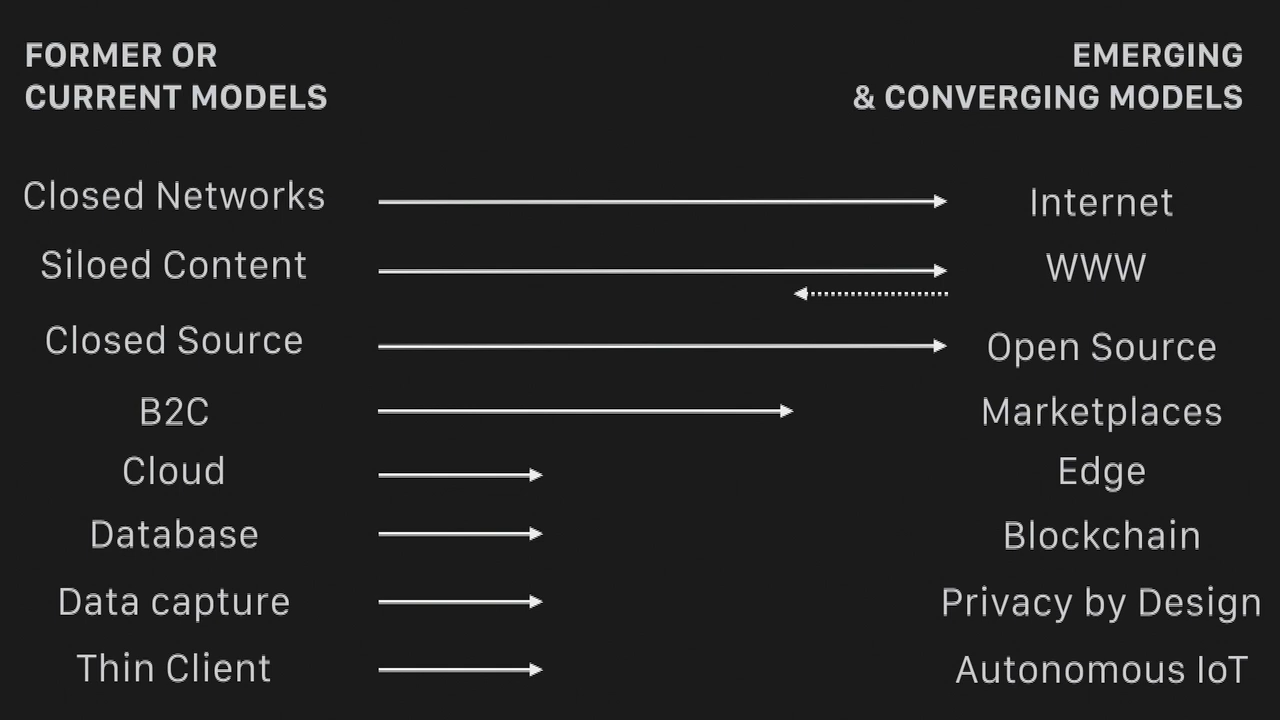 FORMER OR
CURRENT MODELS
EMERGING
& CONVERGING MODELS
Closed Networks
Internet
Siloed Content
WWW
Closed Source
Open Source
B2C
Marketplaces
Cloud
Edge
Database
Blockchain
Data capture
Privacy by Design
Thin Client
Autonomous IoT